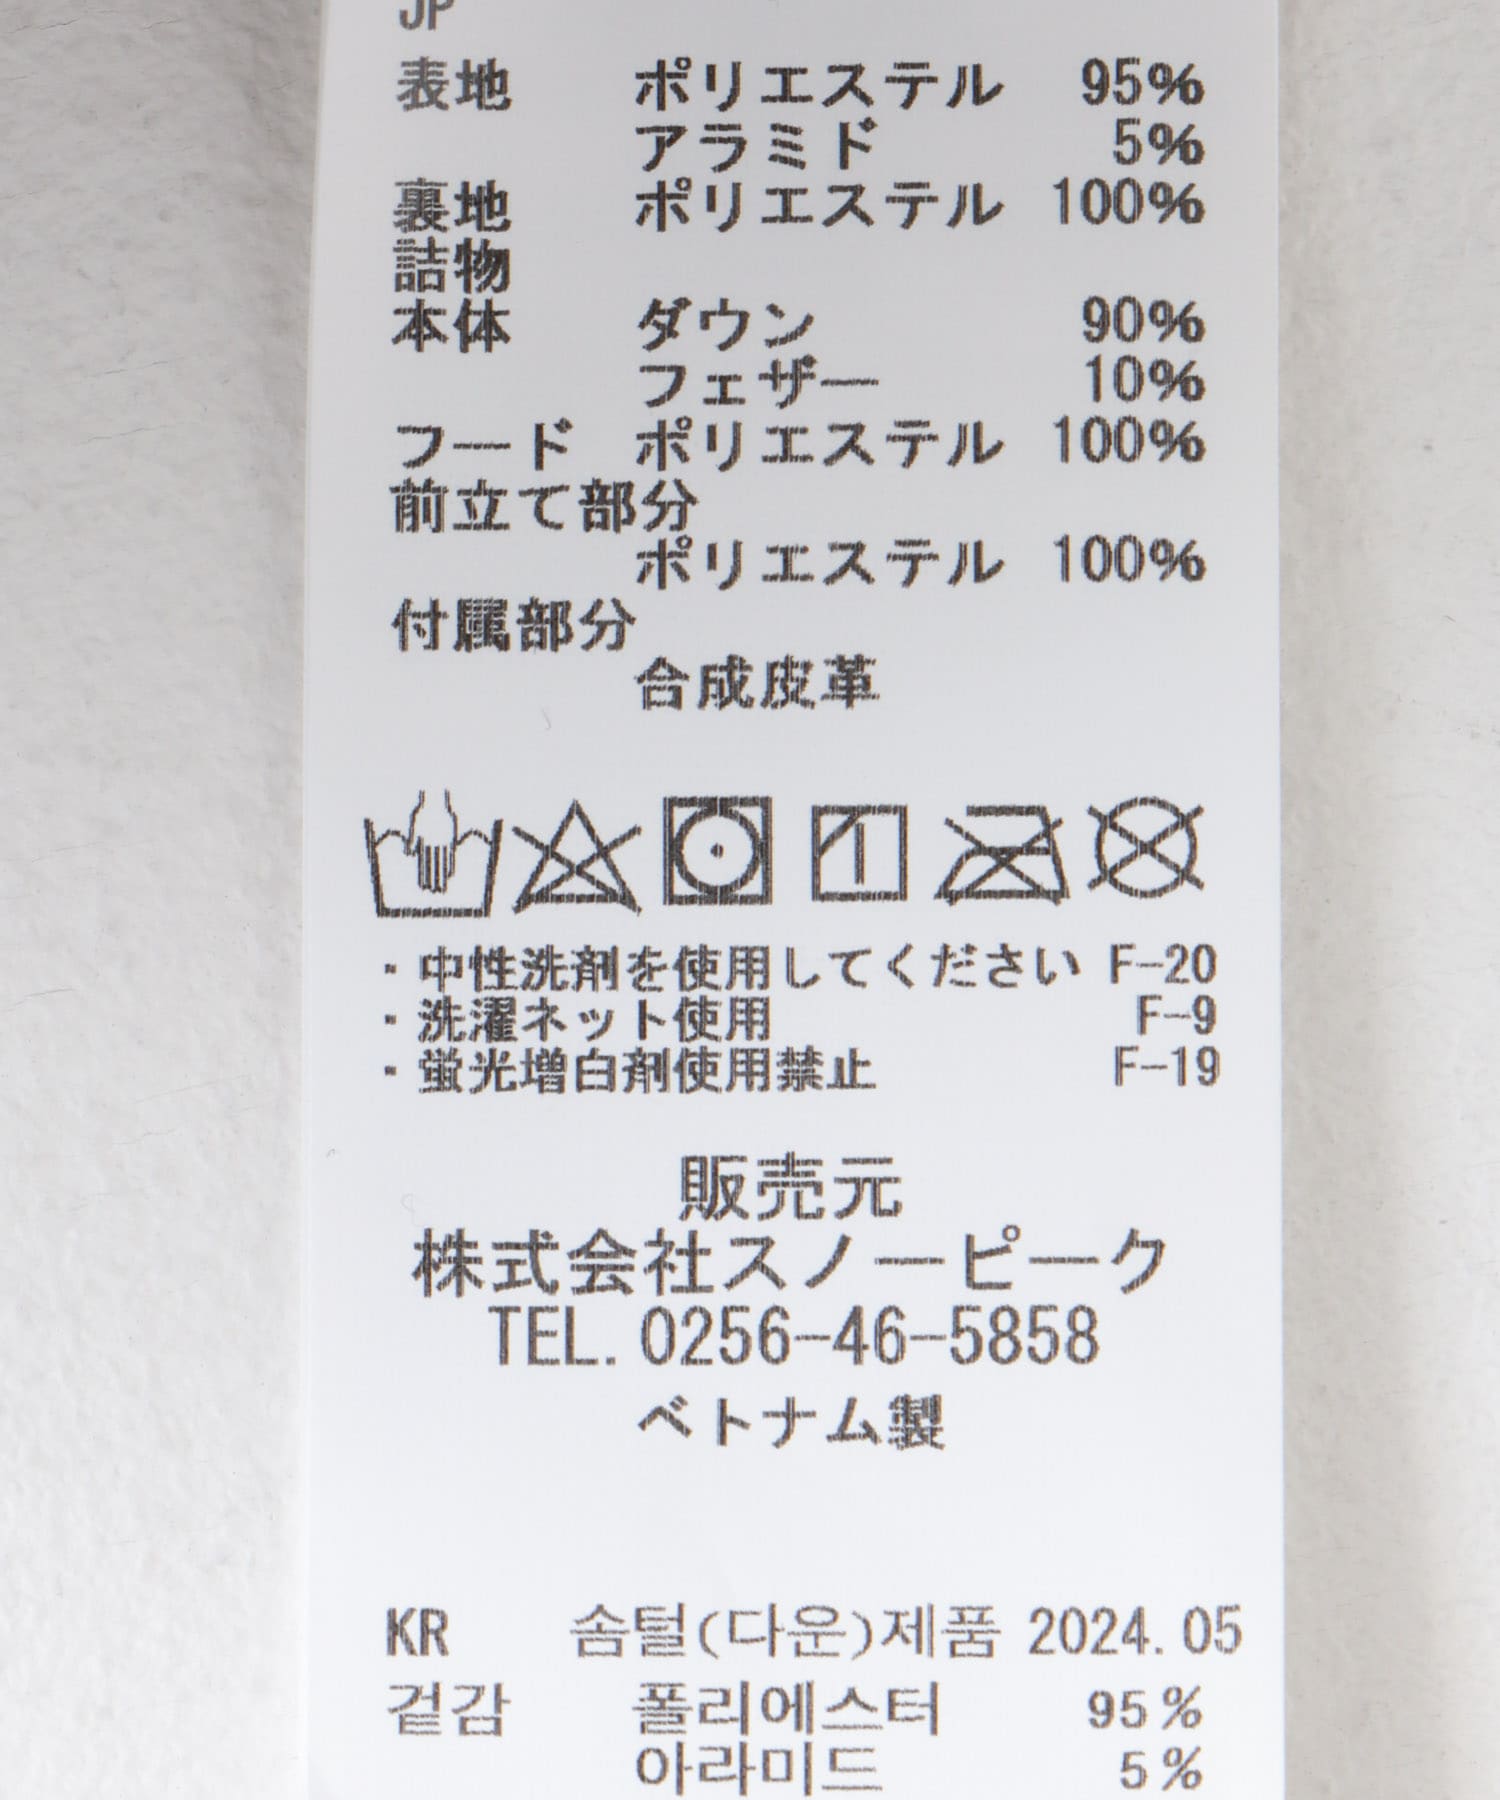 JP
表地 ポリエステル 95%
アラミド 5%
裏地 ポリエステル 100%
詰物
本体 ダウン 90%
フェザー 10%
フード ポリエステル 100%
前立て部分
ポリエステル 100%
付属部分
合成皮革
・中性洗剤を使用してください F-20
・洗濯ネット使用 F-9
・蛍光増白剤使用禁止 F-19
販売元
株式会社スノーピーク
TEL. 0256-46-5858
ベトナム製
KR 솜털(다운)제품 2024.05
겉감 폴리에스터 95%
아라미드 5%